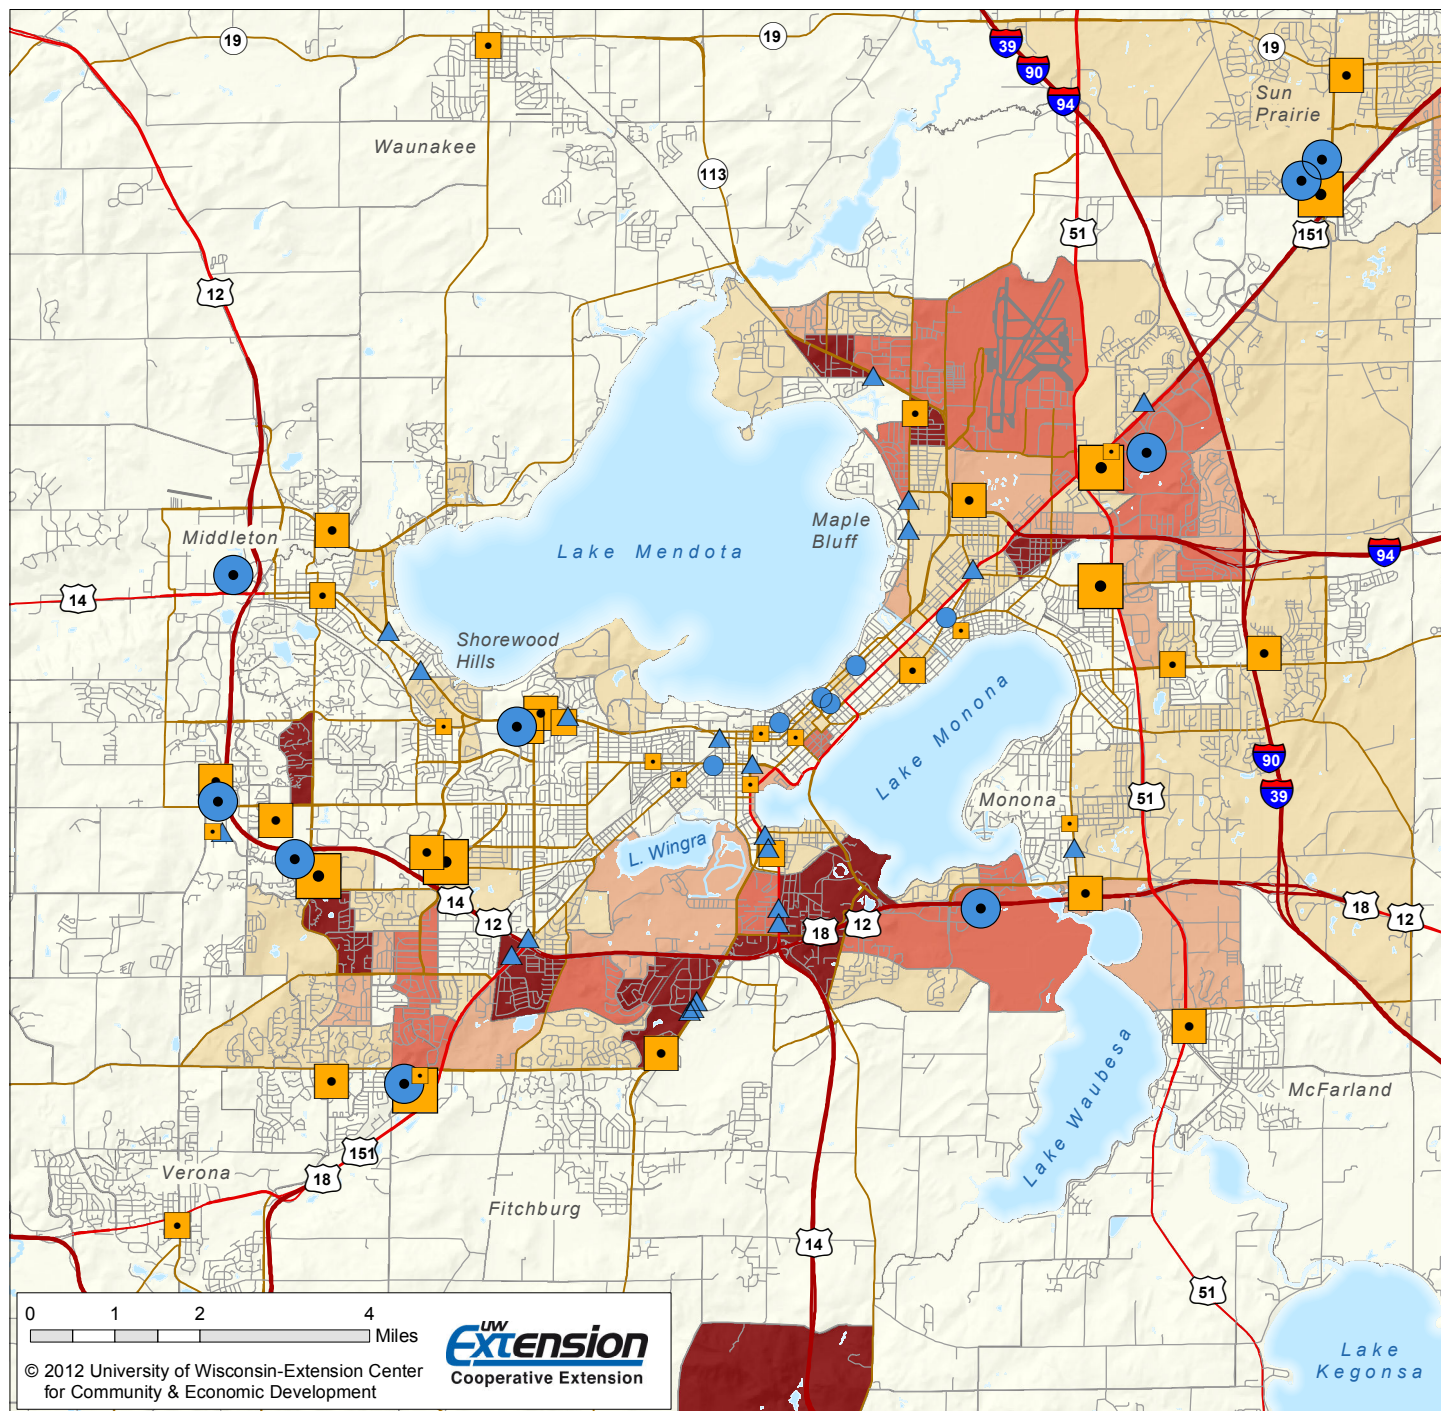 19
19
39
90
94
19
Sun
Prairie
Waunakee
113
51
151
12
Middleton
Maple
Bluff
Lake Mendota
94
14
Shorewood
Hills
Lake Monona
90
39
51
Monona
L. Wingra
14
12
18
12
18
12
Lake Waubesa
McFarland
151
18
Verona
Fitchburg
14
51
Lake
Kegonsa
0 1 2 4
Miles
© 2012 University of Wisconsin-Extension Center
for Community & Economic Development
UW
Extension
Cooperative Extension